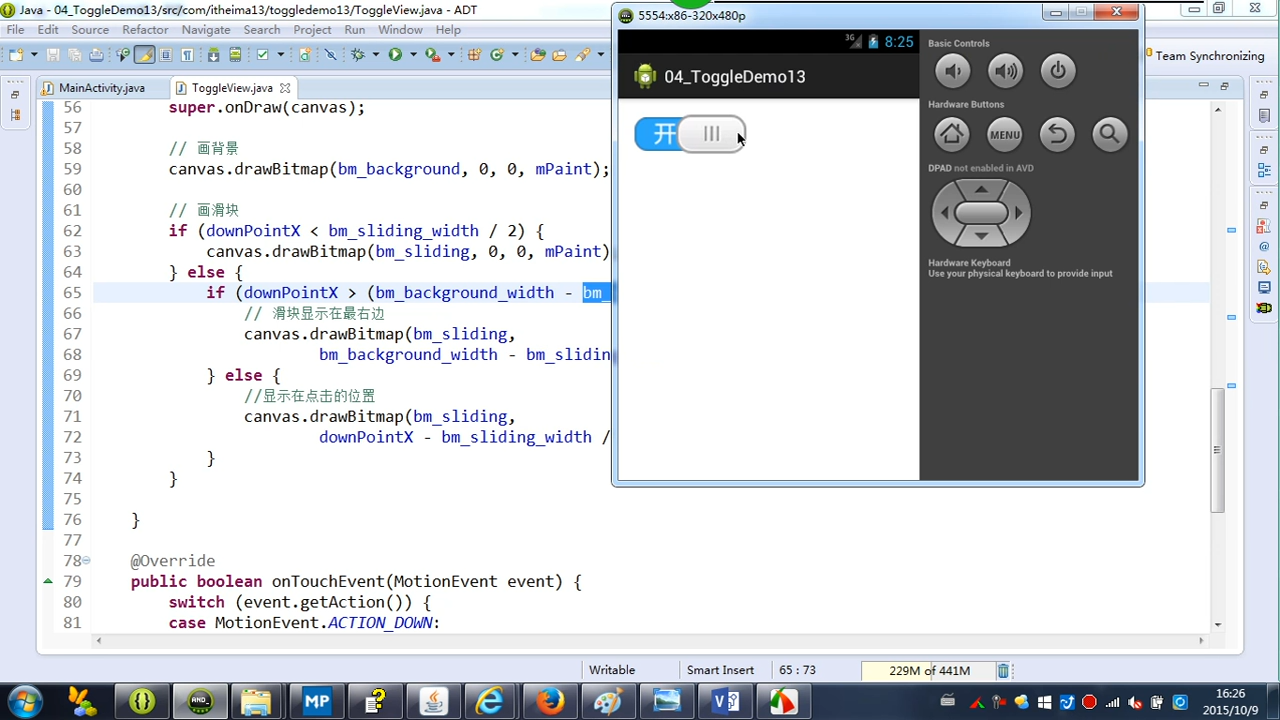 Java - 04_ToggleDemo13/src/com/itheima13/toggledemo13/ToggleView.java - ADT
File Edit Source Refactor Navigate Search Project Run Window Help
Team Synchronizing
MainActivity.java ToggleView.java
56 super.onDraw(canvas);
57
58 // 画背景
59 canvas.drawBitmap(bm_background, 0, 0, mPaint);
60
61 // 画滑块
62 if (downPointX < bm_sliding_width / 2) {
63 canvas.drawBitmap(bm_sliding, 0, 0, mPaint)
64 } else {
65 if (downPointX > (bm_background_width - bm_
66 // 滑块显示在最右边
67 canvas.drawBitmap(bm_sliding,
68 bm_background_width - bm_slidin
69 } else {
70 //显示在点击的位置
71 canvas.drawBitmap(bm_sliding,
72 downPointX - bm_sliding_width /
73 }
74 }
75
76 }
77
78 @Override
79 public boolean onTouchEvent(MotionEvent event) {
80 switch (event.getAction()) {
81 case MotionEvent.ACTION_DOWN:
5554:x86-320x480p
3G 8:25
04_ToggleDemo13
开
Basic Controls
Hardware Buttons
MENU
DPAD not enabled in AVD
Hardware Keyboard
Use your physical keyboard to provide input
Writable Smart Insert 65 : 73 229M of 441M
AND_ MP
16:26
2015/10/9